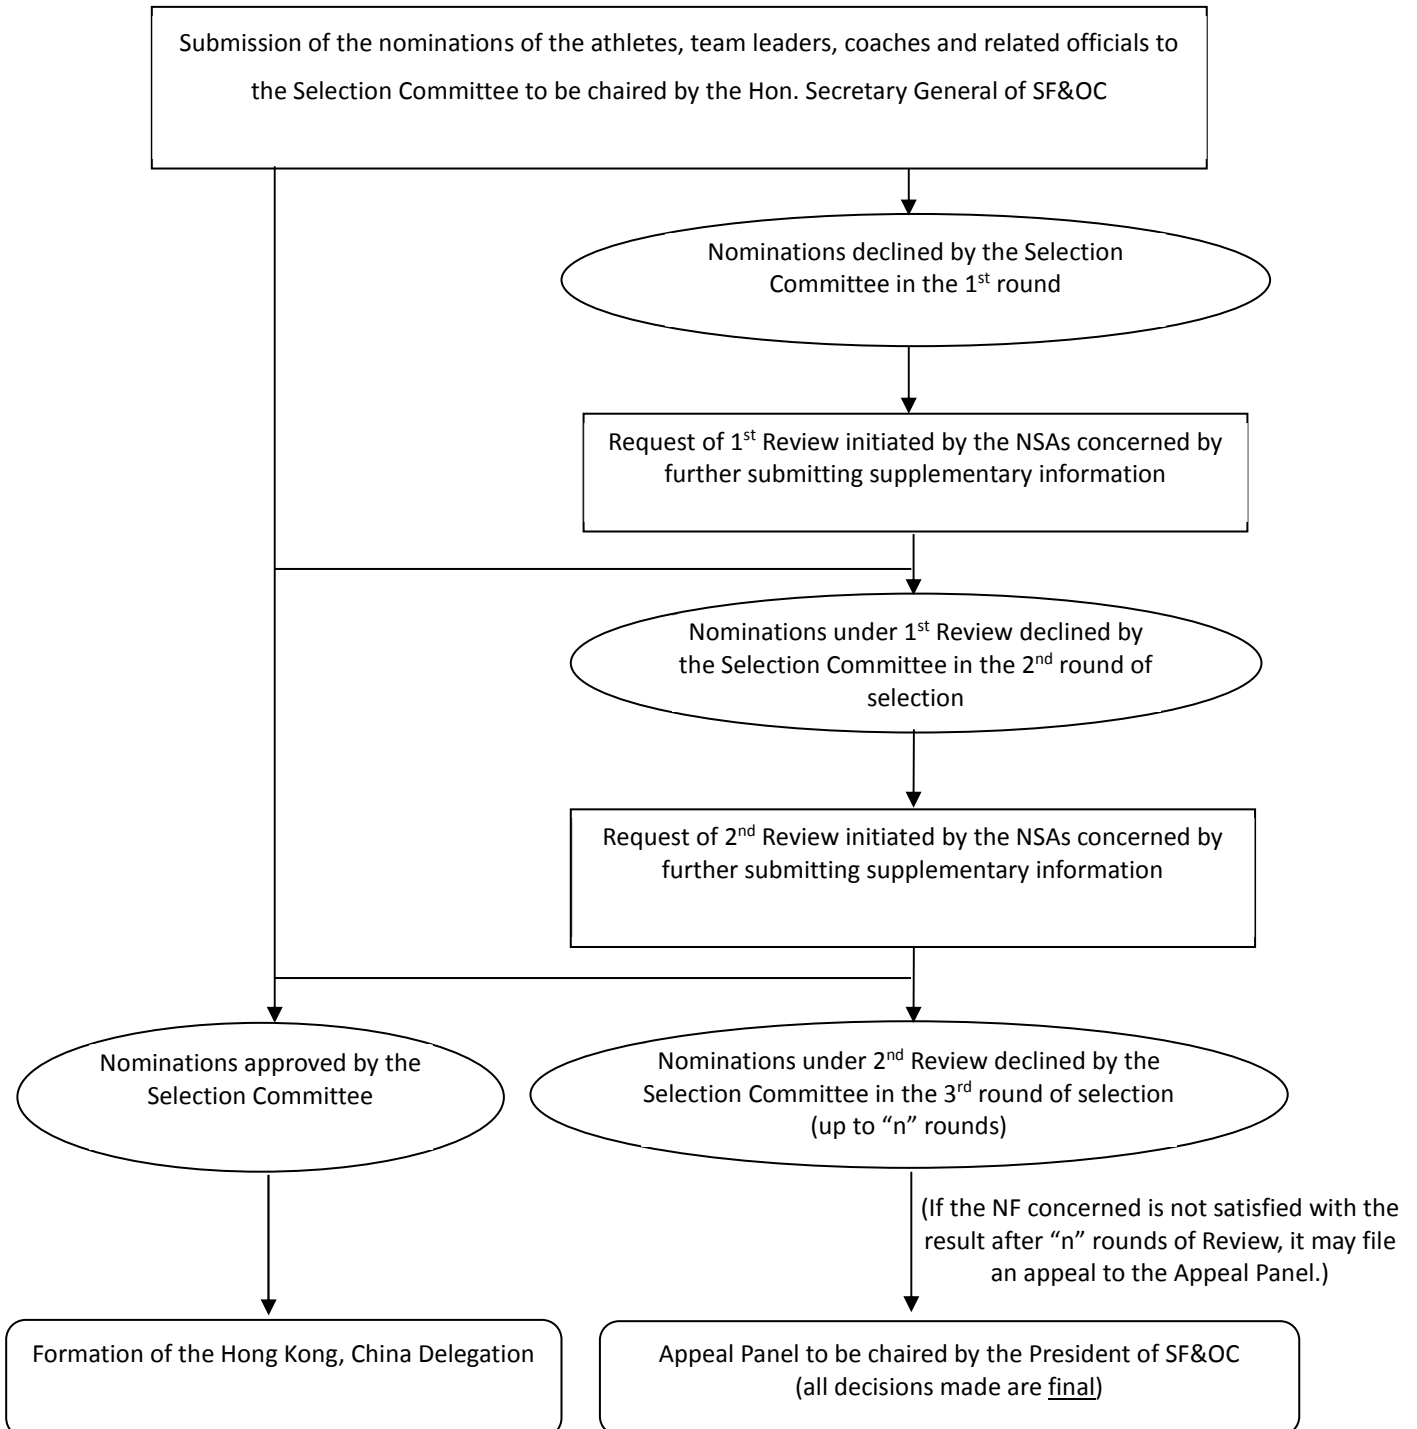 Submission of the nominations of the athletes, team leaders, coaches and related officials to
the Selection Committee to be chaired by the Hon. Secretary General of SF&OC
Nominations declined by the Selection
Committee in the 1st round
Request of 1st Review initiated by the NSAs concerned by
further submitting supplementary information
Nominations under 1st Review declined by
the Selection Committee in the 2nd round of
selection
Request of 2nd Review initiated by the NSAs concerned by
further submitting supplementary information
Nominations approved by the
Selection Committee
Nominations under 2nd Review declined by the
Selection Committee in the 3rd round of selection
(up to “n” rounds)
(If the NF concerned is not satisfied with the
result after “n” rounds of Review, it may file
an appeal to the Appeal Panel.)
Formation of the Hong Kong, China Delegation
Appeal Panel to be chaired by the President of SF&OC
(all decisions made are final)